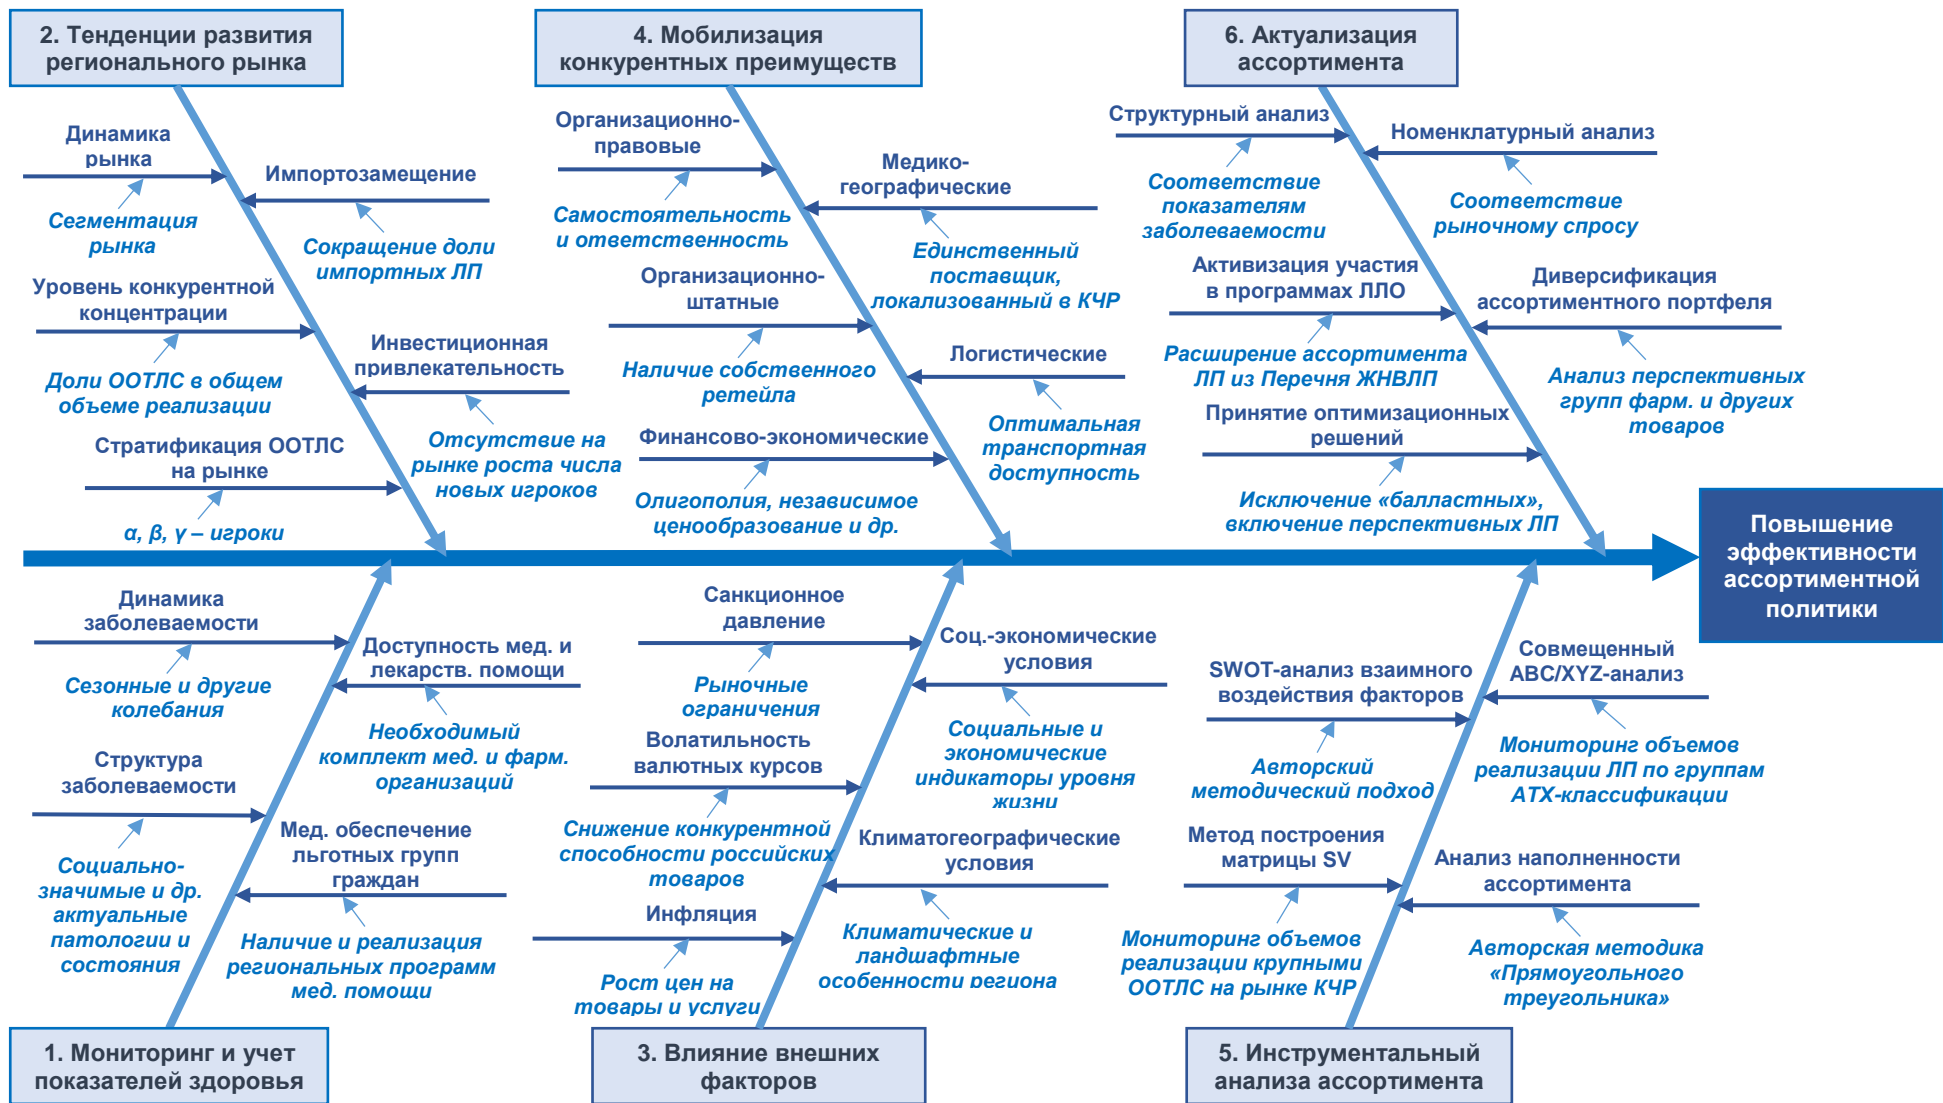 2. Тенденции развития
регионального рынка
Динамика
рынка
Сегментация
рынка
Импортозамещение
Сокращение доли
импортных ЛП
Уровень конкурентной
концентрации
Доли ООТЛС в общем
объеме реализации
Инвестиционная
привлекательность
Отсутствие на
рынке роста числа
новых игроков
Стратификация ООТЛС
на рынке
α, β, γ – игроки
4. Мобилизация
конкурентных преимуществ
Организационно-
правовые
Самостоятельность
и ответственность
Медико-
географические
Единственный
поставщик,
локализованный в КЧР
Организационно-
штатные
Наличие собственного
ретейла
Логистические
Оптимальная
транспортная
доступность
Финансово-экономические
Олигополия, независимое
ценообразование и др.
6. Актуализация
ассортимента
Структурный анализ
Соответствие
показателям
заболеваемости
Номенклатурный анализ
Соответствие
рыночному спросу
Активизация участия
в программах ЛЛО
Расширение ассортимента
ЛП из Перечня ЖНВЛП
Диверсификация
ассортиментного портфеля
Анализ перспективных
групп фарм. и других
товаров
Принятие оптимизационных
решений
Исключение «балластных»,
включение перспективных ЛП
Повышение
эффективности
ассортиментной
политики
Динамика
заболеваемости
Сезонные и другие
колебания
Доступность мед. и
лекарств. помощи
Необходимый
комплект мед. и фарм.
организаций
Структура
заболеваемости
Социально-
значимые и др.
актуальные
патологии и
состояния
Мед. обеспечение
льготных групп
граждан
Наличие и реализация
региональных программ
мед. помощи
1. Мониторинг и учет
показателей здоровья
Санкционное
давление
Рыночные
ограничения
Соц.-экономические
условия
Социальные и
экономические
индикаторы уровня
жизни
Волатильность
валютных курсов
Снижение конкурентной
способности российских
товаров
Климатогеографические
условия
Климатические и
ландшафтные
особенности региона
Инфляция
Рост цен на
товары и услуги
3. Влияние внешних
факторов
SWOT-анализ взаимного
воздействия факторов
Авторский
методический подход
Совмещенный
ABC/XYZ-анализ
Мониторинг объемов
реализации ЛП по группам
АТХ-классификации
Метод построения
матрицы SV
Мониторинг объемов
реализации крупными
ООТЛС на рынке КЧР
Анализ наполненности
ассортимента
Авторская методика
«Прямоугольного
треугольника»
5. Инструментальный
анализа ассортимента